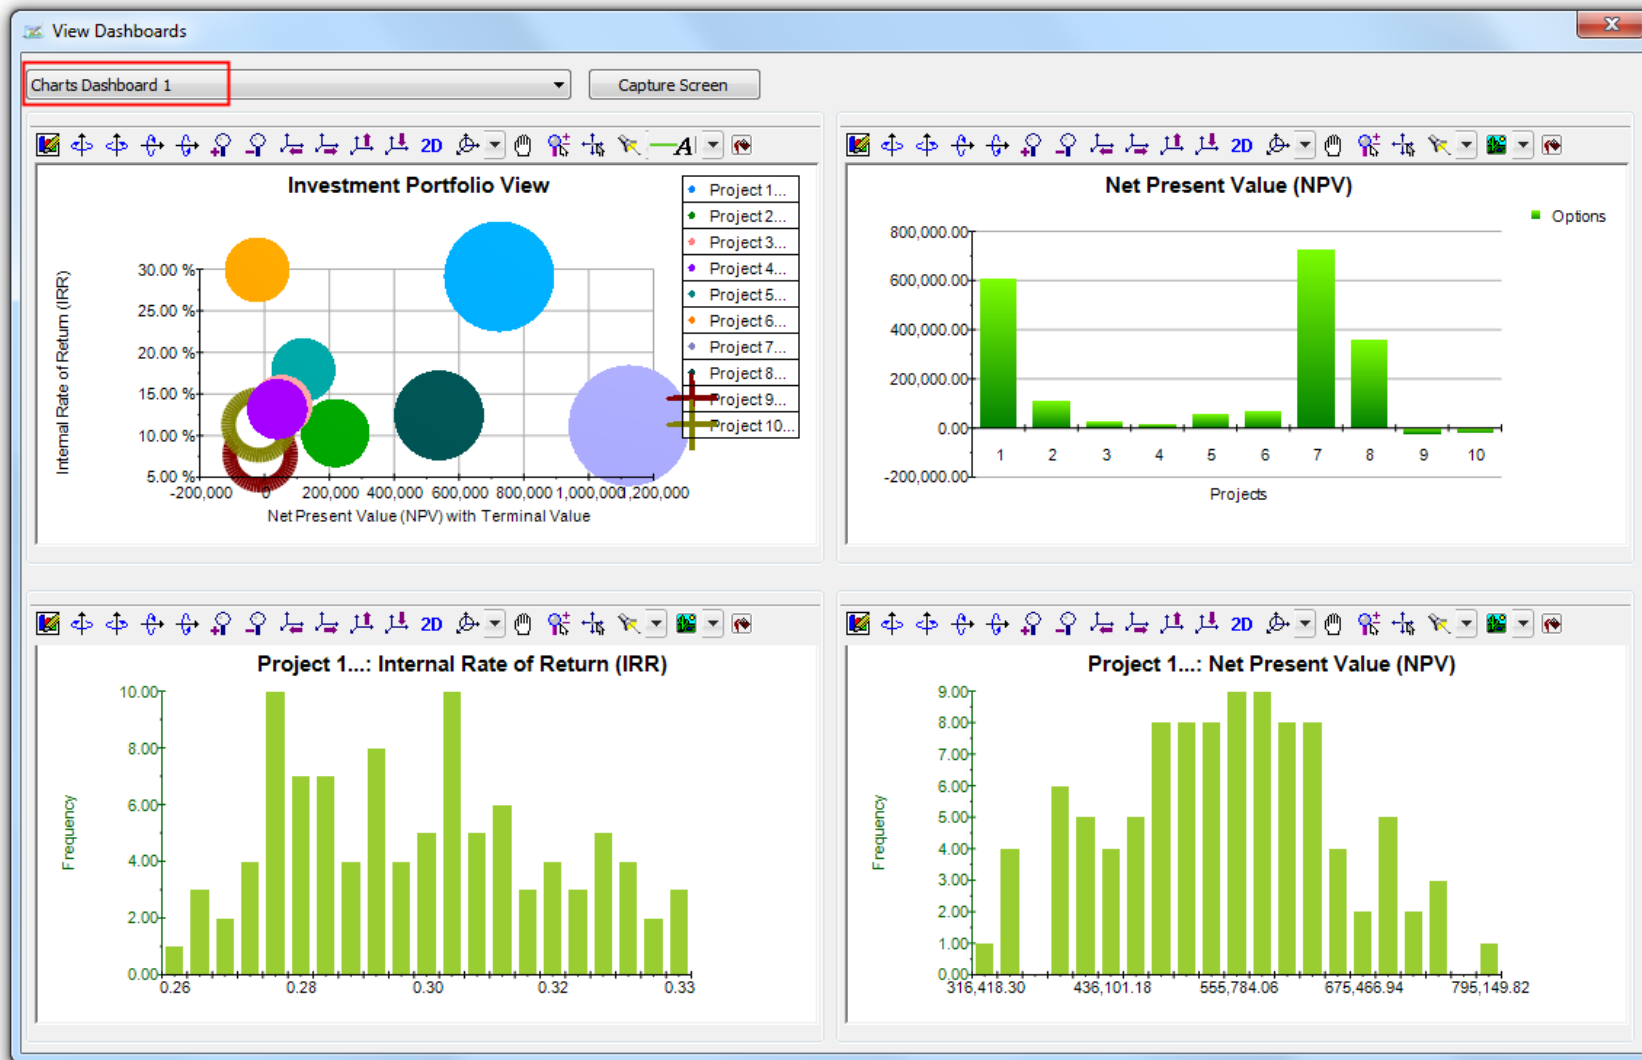 View Dashboards
X
Charts Dashboard 1
Capture Screen
2D
A
2D
Investment Portfolio View
Internal Rate of Return (IRR)
30.00 %
25.00 %
20.00 %
15.00 %
10.00 %
5.00 %
-200,000 0 200,000 400,000 600,000 800,000 1,000,000 1,200,000
Net Present Value (NPV) with Terminal Value
Project 1...
Project 2...
Project 3...
Project 4...
Project 5...
Project 6...
Project 7...
Project 8...
Project 9...
Project 10...
Net Present Value (NPV)
Options
800,000.00
600,000.00
400,000.00
200,000.00
0.00
-200,000.00
1 2 3 4 5 6 7 8 9 10
Projects
2D
2D
Project 1...: Internal Rate of Return (IRR)
Frequency
10.00
8.00
6.00
4.00
2.00
0.00
0.26 0.28 0.30 0.32 0.33
Project 1...: Net Present Value (NPV)
Frequency
9.00
8.00
7.00
6.00
5.00
4.00
3.00
2.00
1.00
0.00
316,418.30 436,101.18 555,784.06 675,466.94 795,149.82